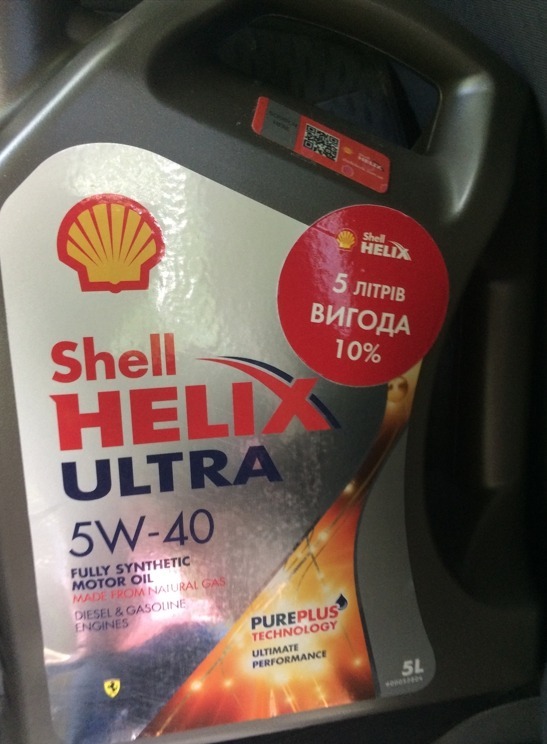 Shell
HELIX
5 ЛІТРІВ
ВИГОДА
10%
Shell
HELIX
ULTRA
5W-40
FULLY SYNTHETIC
MOTOR OIL
MADE FROM NATURAL GAS
DIESEL & GASOLINE
ENGINES
PUREPLUS
TECHNOLOGY
ULTIMATE
PERFORMANCE
5L